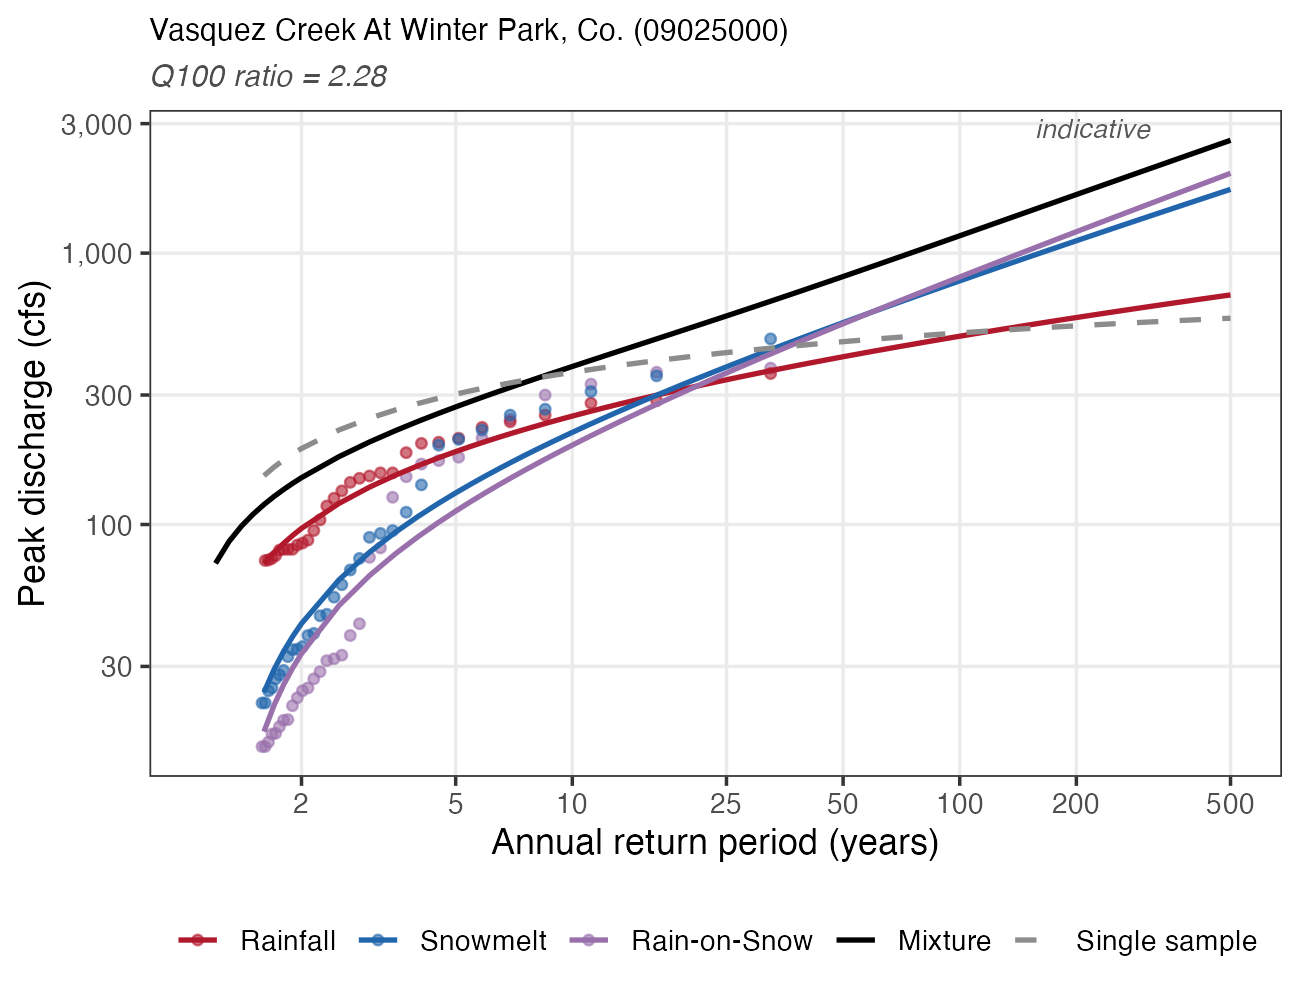 Vasquez Creek At Winter Park, Co. (09025000)
Q100 ratio = 2.28
indicative
3,000
1,000
300
100
30
Peak discharge (cfs)
2 5 10 25 50 100 200 500
Annual return period (years)
Rainfall Snowmelt Rain-on-Snow Mixture Single sample